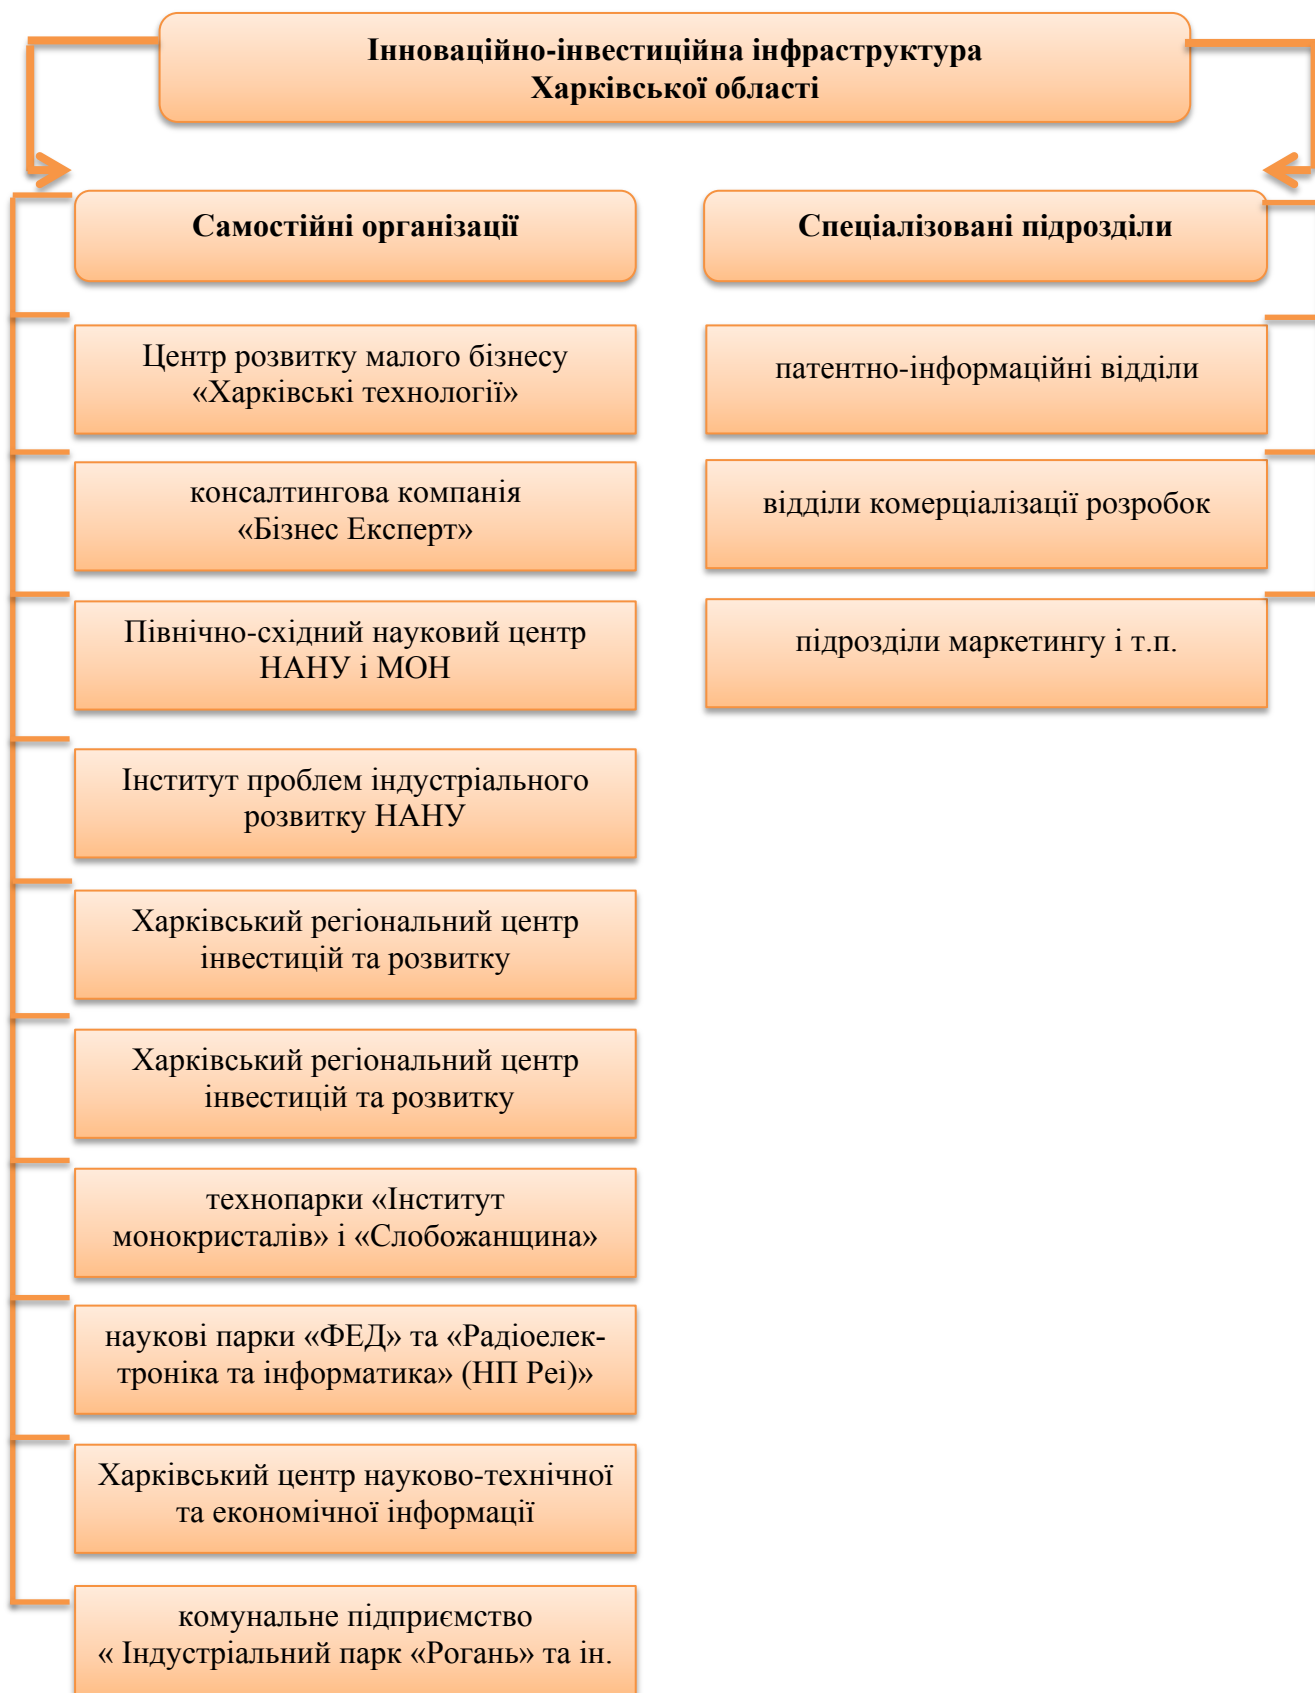 Інноваційно-інвестиційна інфраструктура
Харківської області
Самостійні організації
Центр розвитку малого бізнесу
«Харківські технології»
консалтингова компанія
«Бізнес Експерт»
Північно-східний науковий центр
НАНУ і МОН
Інститут проблем індустріального
розвитку НАНУ
Харківський регіональний центр
інвестицій та розвитку
Харківський регіональний центр
інвестицій та розвитку
технопарки «Інститут
монокристалів» і «Слобожанщина»
наукові парки «ФЕД» та «Радіоелек-
троніка та інформатика» (НП Реі)»
Харківський центр науково-технічної
та економічної інформації
комунальне підприємство
« Індустріальний парк «Рогань» та ін.
Спеціалізовані підрозділи
патентно-інформаційні відділи
відділи комерціалізації розробок
підрозділи маркетингу і т.п.